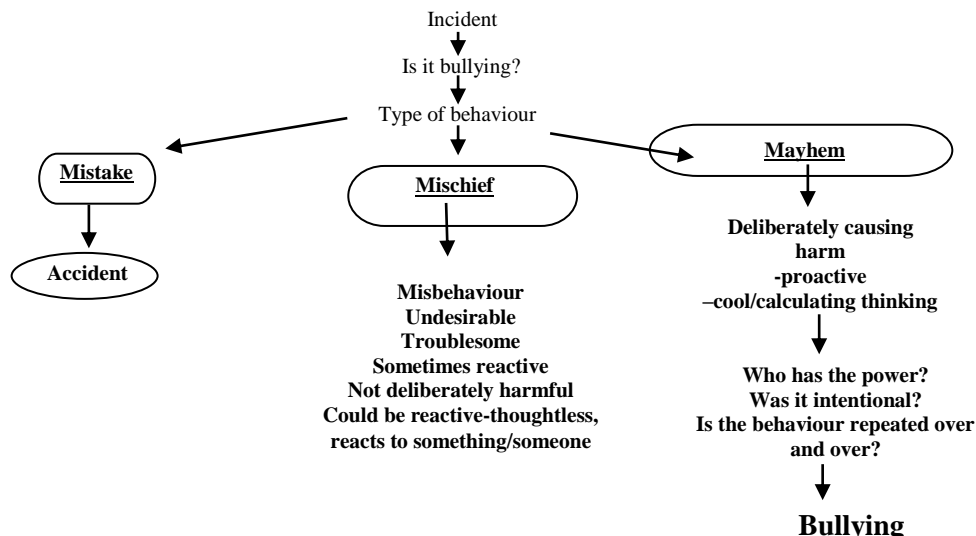 Incident
Is it bullying?
Type of behaviour
Mistake
Accident
Mischief
Misbehaviour
Undesirable
Troublesome
Sometimes reactive
Not deliberately harmful
Could be reactive-thoughtless,
reacts to something/someone
Mayhem
Deliberately causing
harm
-proactive
–cool/calculating thinking
Who has the power?
Was it intentional?
Is the behaviour repeated over
and over?
Bullying